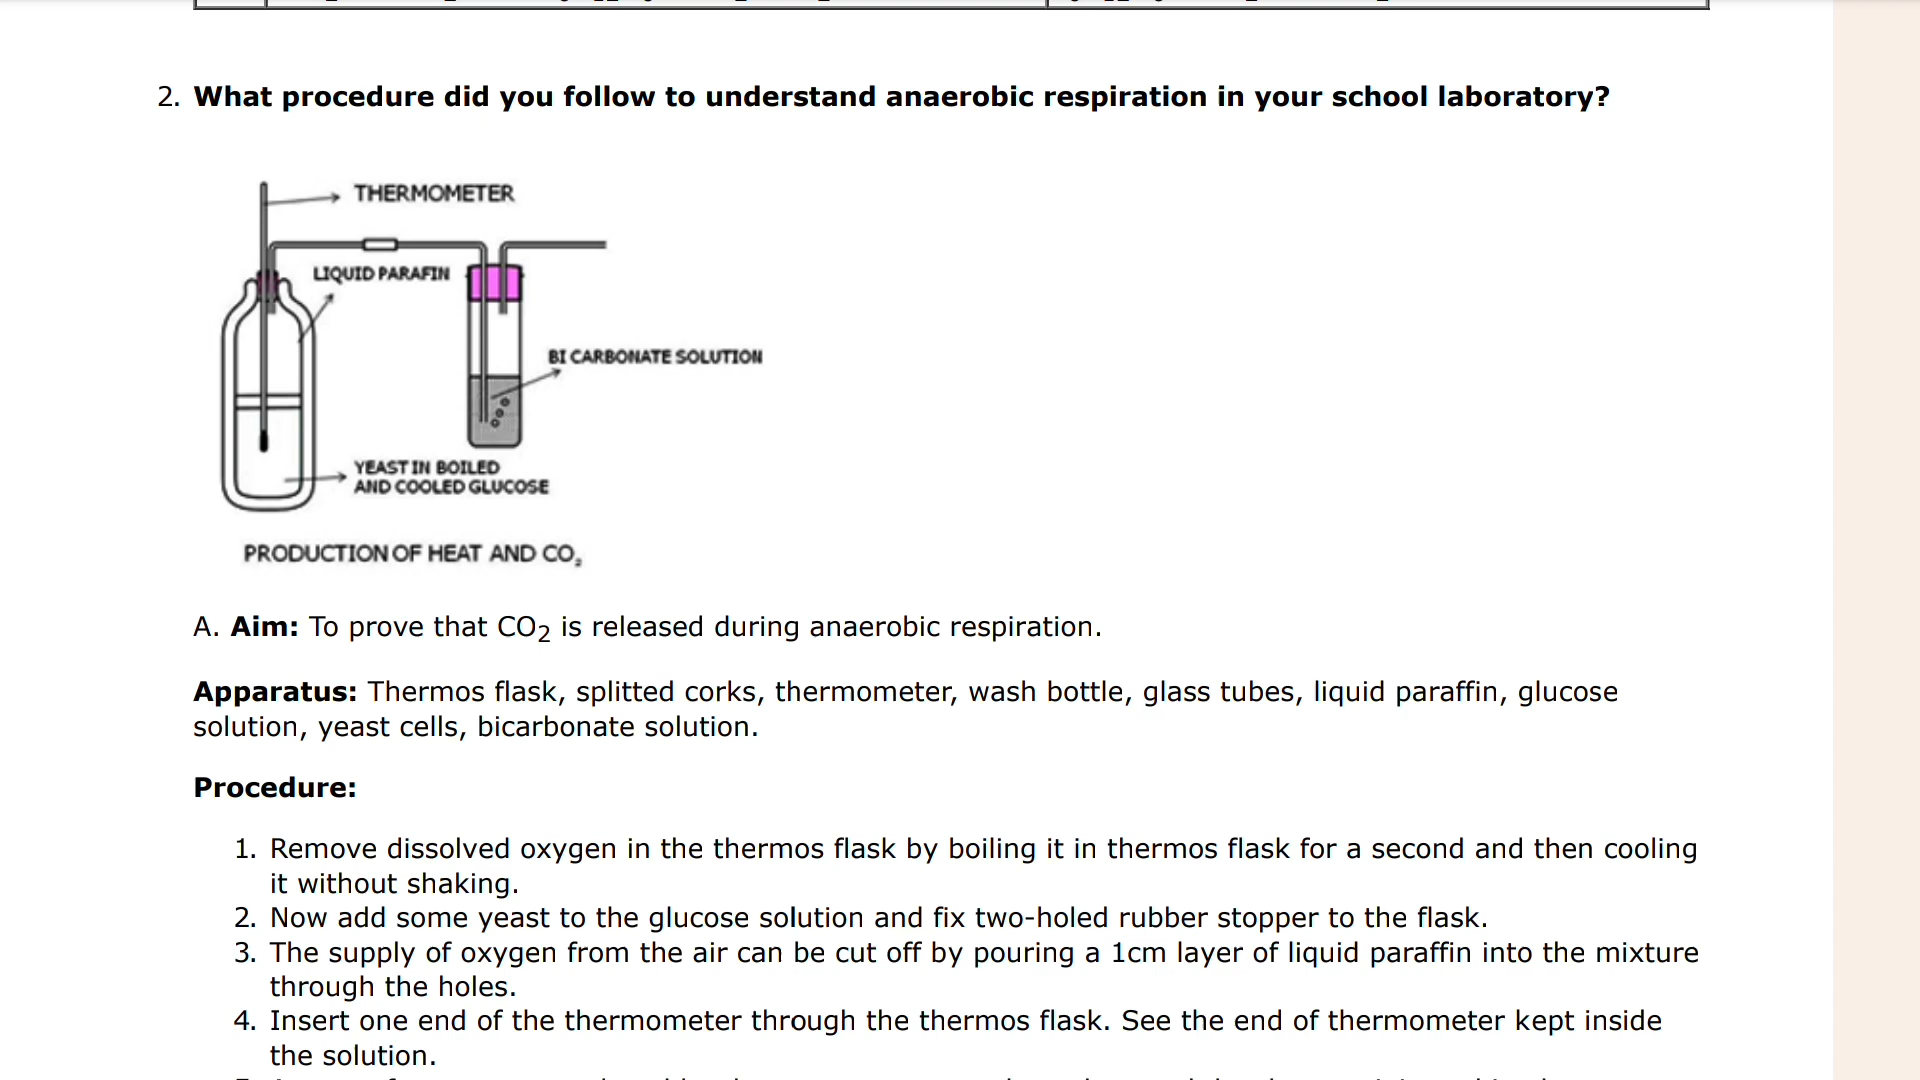 2. What procedure did you follow to understand anaerobic respiration in your school laboratory?
THERMOMETER
LIQUID PARAFIN
BI CARBONATE SOLUTION
YEAST IN BOILED
AND COOLED GLUCOSE
PRODUCTION OF HEAT AND CO₂
A. Aim: To prove that CO₂ is released during anaerobic respiration.
Apparatus: Thermos flask, splitted corks, thermometer, wash bottle, glass tubes, liquid paraffin, glucose
solution, yeast cells, bicarbonate solution.
Procedure:
1. Remove dissolved oxygen in the thermos flask by boiling it in thermos flask for a second and then cooling
it without shaking.
2. Now add some yeast to the glucose solution and fix two-holed rubber stopper to the flask.
3. The supply of oxygen from the air can be cut off by pouring a 1cm layer of liquid paraffin into the mixture
through the holes.
4. Insert one end of the thermometer through the thermos flask. See the end of thermometer kept inside
the solution.